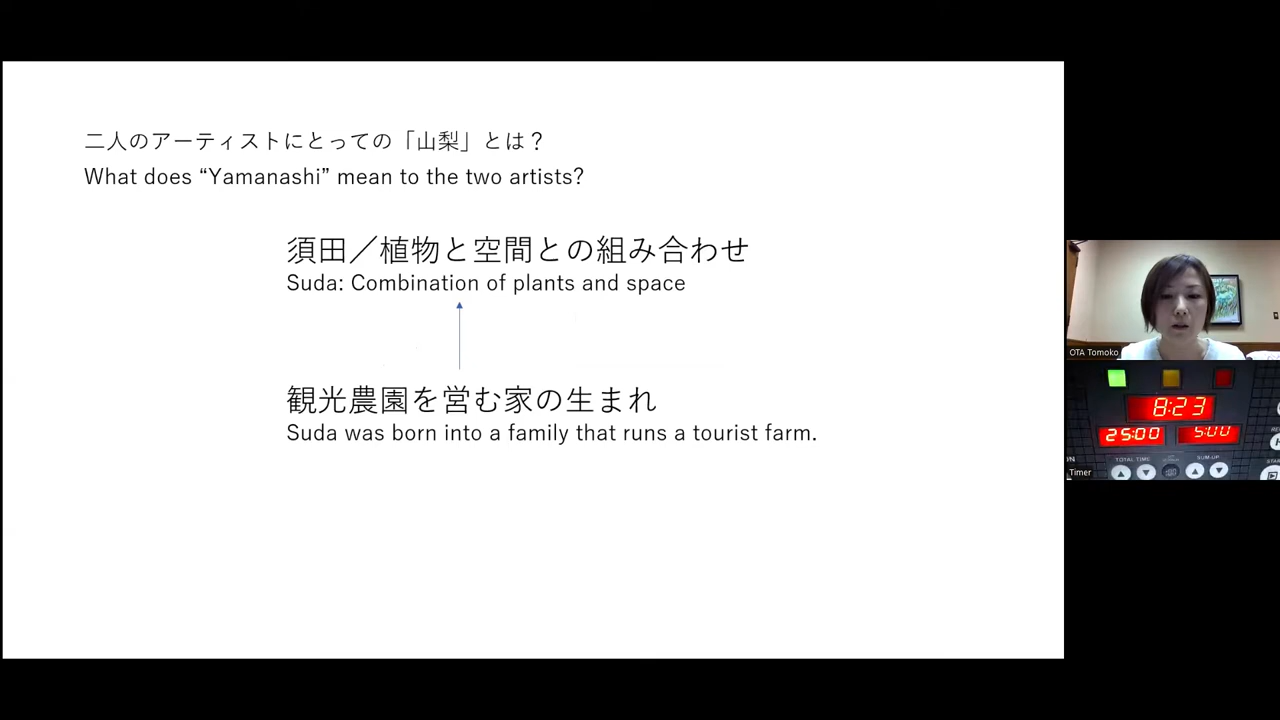 二人のアーティストにとっての「山梨」とは？
What does “Yamanashi” mean to the two artists?
須田／植物と空間との組み合わせ
Suda: Combination of plants and space
観光農園を営む家の生まれ
Suda was born into a family that runs a tourist farm.
OTA Tomoko
8:23
25:00 5:00
TOTAL TIME SUM-UP
Timer